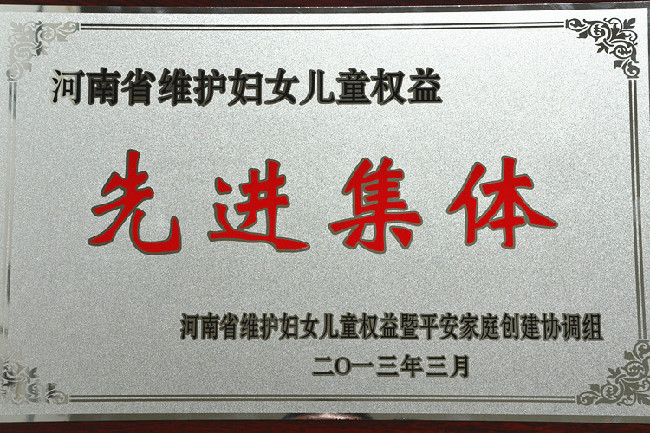 河南省维护妇女儿童权益
先进集体
河南省维护妇女儿童权益暨平安家庭创建协调组
二O一三年三月